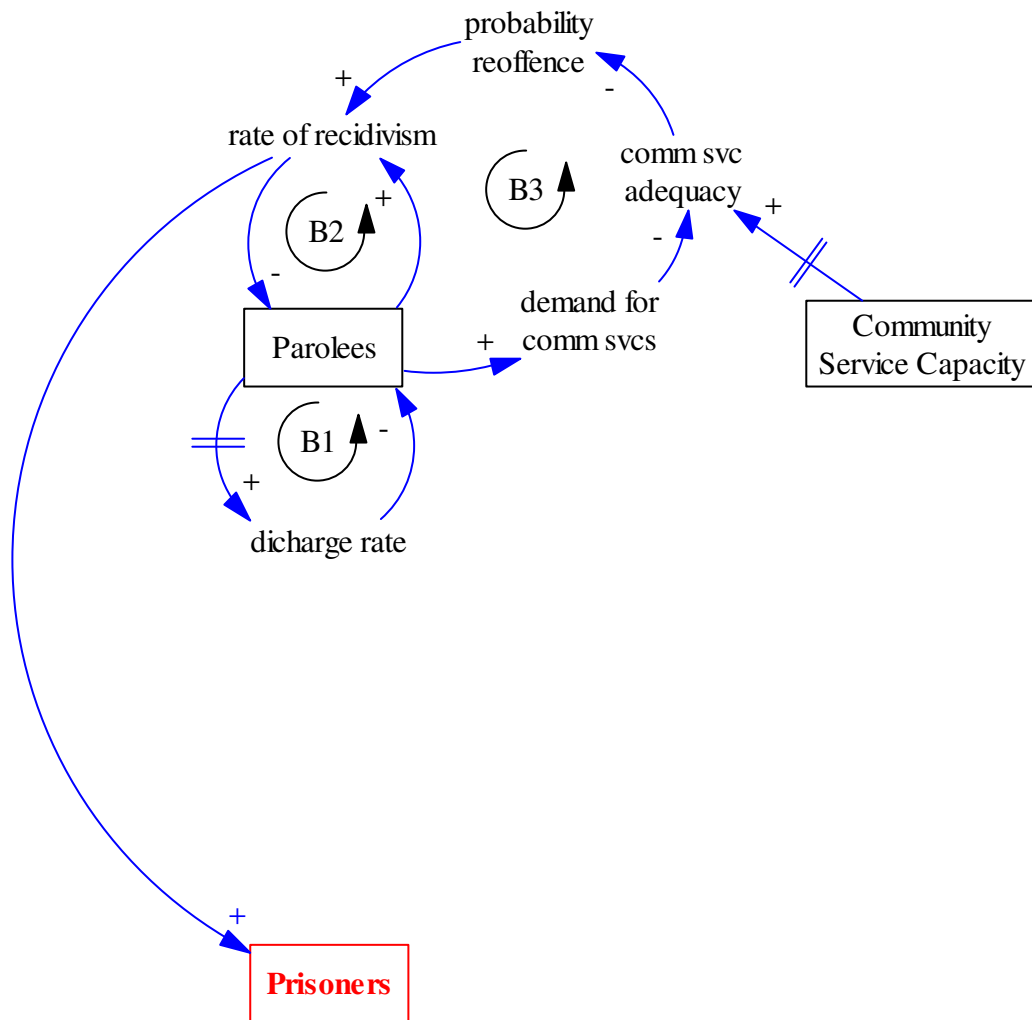 probability
reoffence
+
-
rate of recidivism
comm svc
adequacy
B3
+
B2
+
-
-
demand for
comm svcs
Community
Service Capacity
Parolees
+
B1
-
+
dicharge rate
+
Prisoners